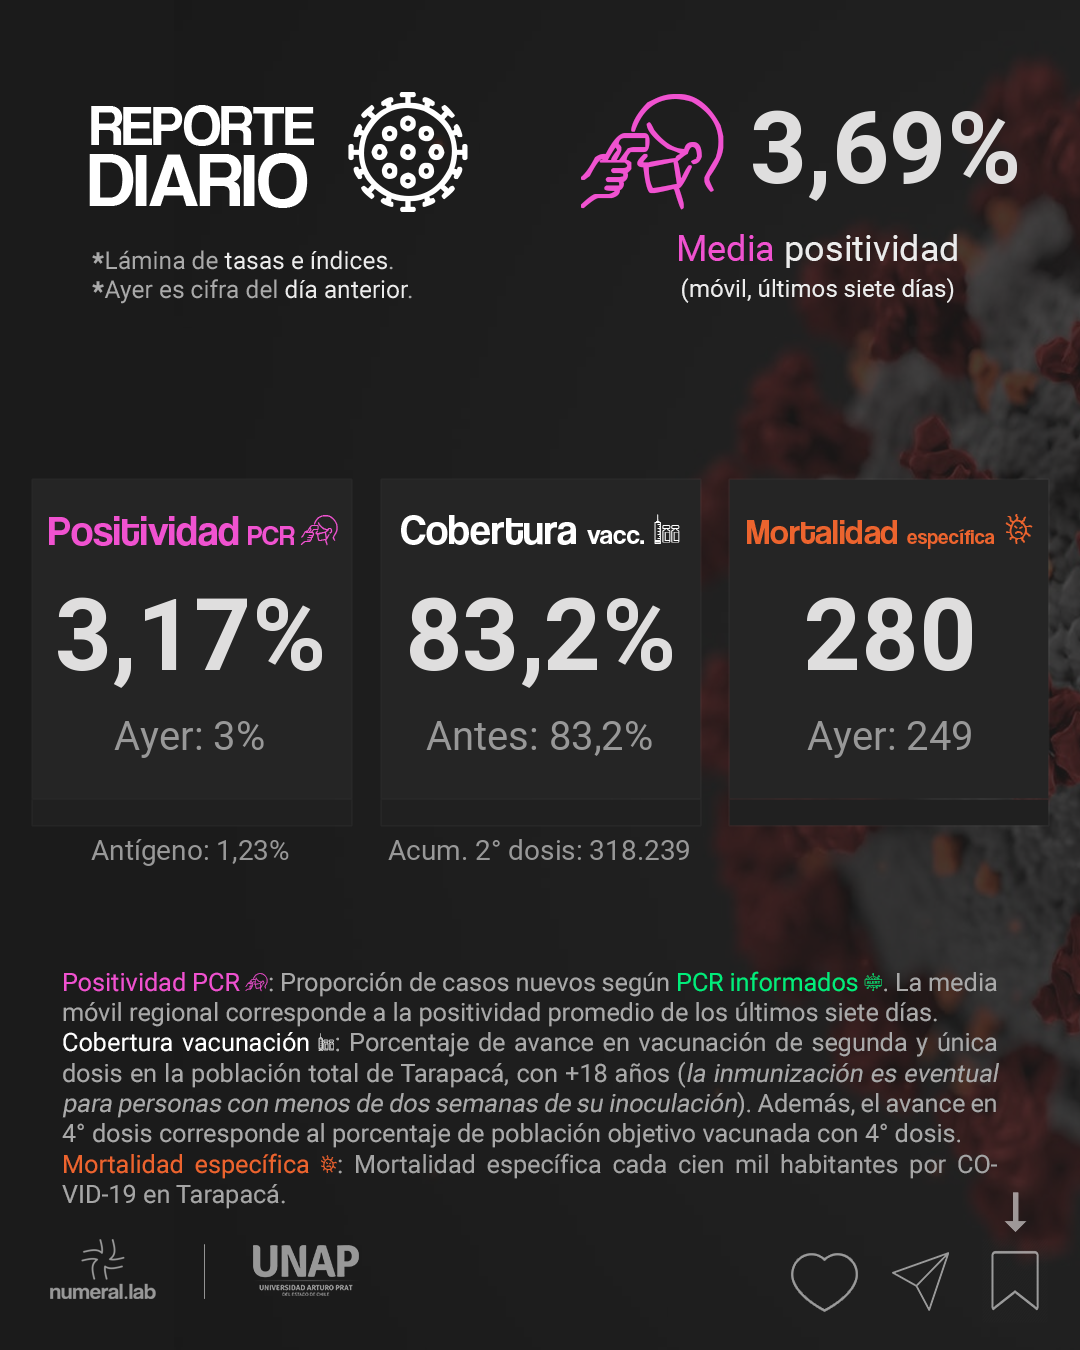 REPORTE
DIARIO
*Lámina de tasas e índices.
*Ayer es cifra del día anterior.
3,69%
Media positividad
(móvil, últimos siete días)
Positividad PCR
3,17%
Ayer: 3%
Antígeno: 1,23%
Cobertura vacc.
83,2%
Antes: 83,2%
Acum. 2° dosis: 318.239
Mortalidad específica
280
Ayer: 249
Positividad PCR: Proporción de casos nuevos según PCR informados. La media
móvil regional corresponde a la positividad promedio de los últimos siete días.
Cobertura vacunación: Porcentaje de avance en vacunación de segunda y única
dosis en la población total de Tarapacá, con +18 años (la inmunización es eventual
para personas con menos de dos semanas de su inoculación). Además, el avance en
4° dosis corresponde al porcentaje de población objetivo vacunada con 4° dosis.
Mortalidad específica: Mortalidad específica cada cien mil habitantes por CO-
VID-19 en Tarapacá.
numeral.lab
UNAP
UNIVERSIDAD ARTURO PRAT
DEL ESTADO DE CHILE